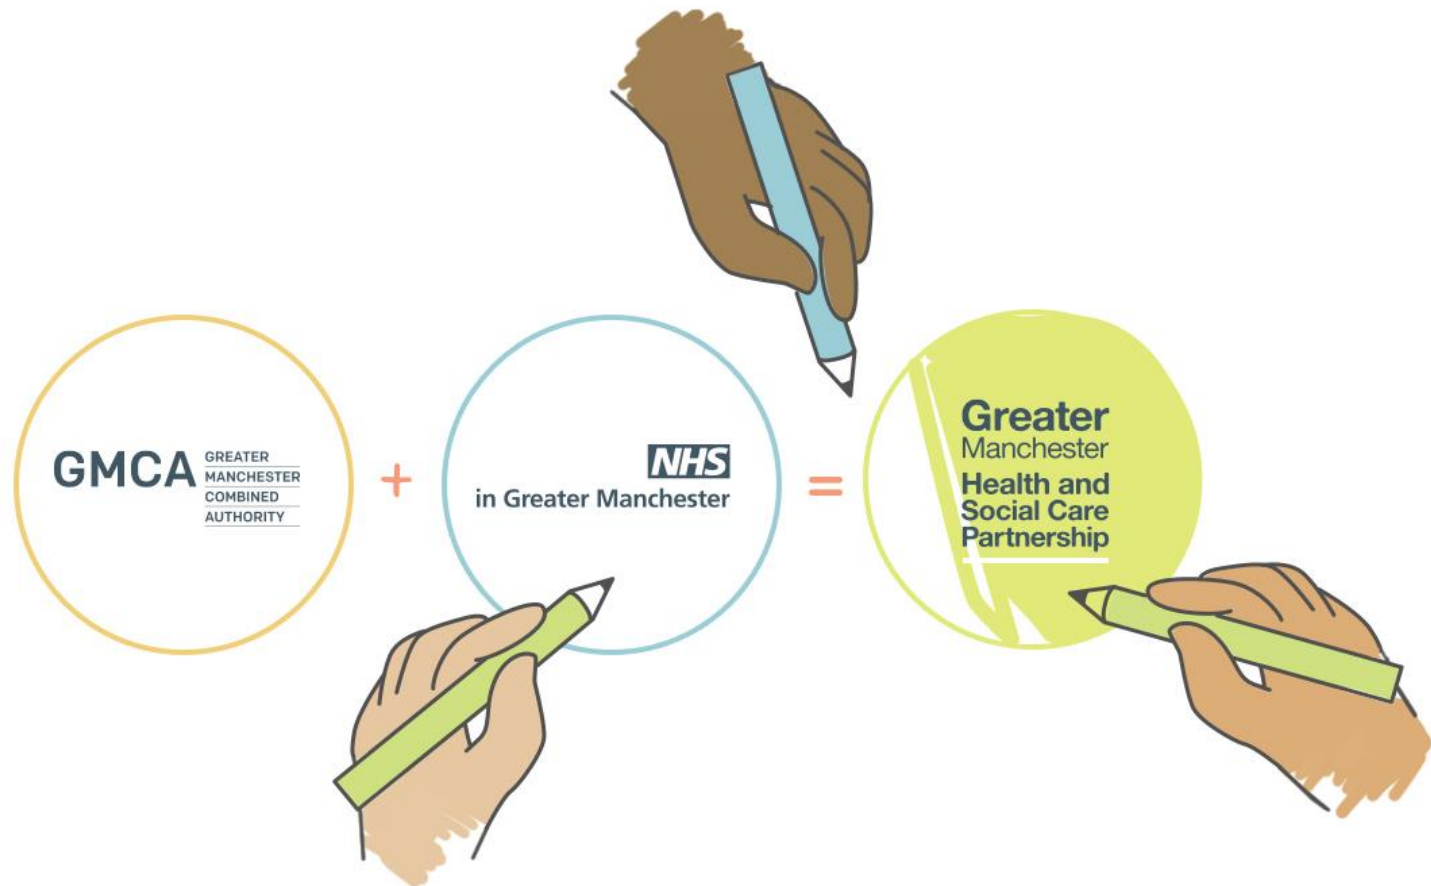 GMCA
GREATER
MANCHESTER
COMBINED
AUTHORITY
+
NHS
in Greater Manchester
=
Greater
Manchester
Health and
Social Care
Partnership